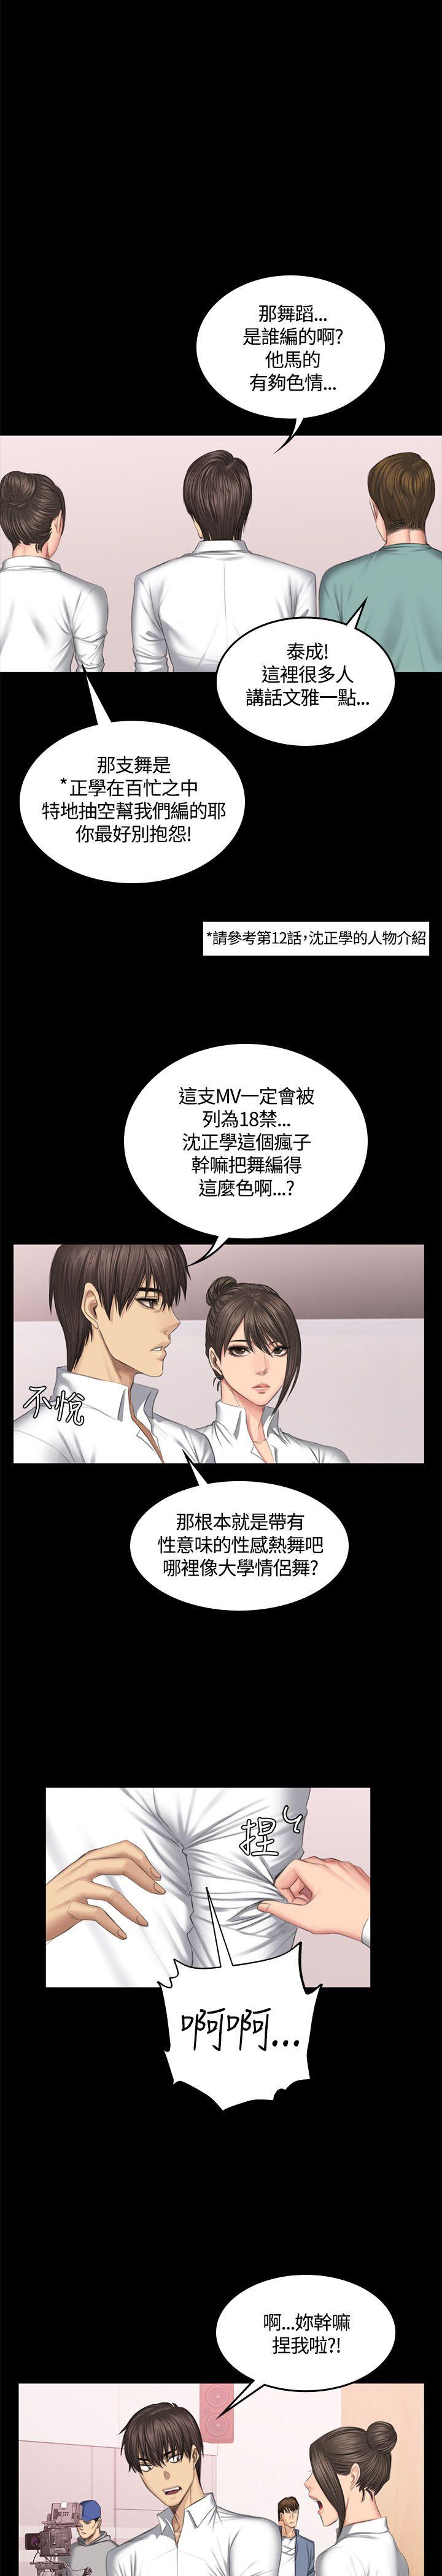 那舞蹈...
是誰編的啊?
他馬的
有夠色情...
泰成!
這裡很多人
講話文雅一點...
那支舞是
*正學在百忙之中
特地抽空幫我們編的耶
你最好別抱怨!
*請參考第12話,沈正學的人物介紹
這支MV一定會被
列為18禁...
沈正學這個瘋子
幹嘛把舞編得
這麼色啊...?
不悅
那根本就是帶有
性意味的性感熱舞吧
哪裡像大學情侶舞?
捏
啊啊...
啊...妳幹嘛
捏我啦?!